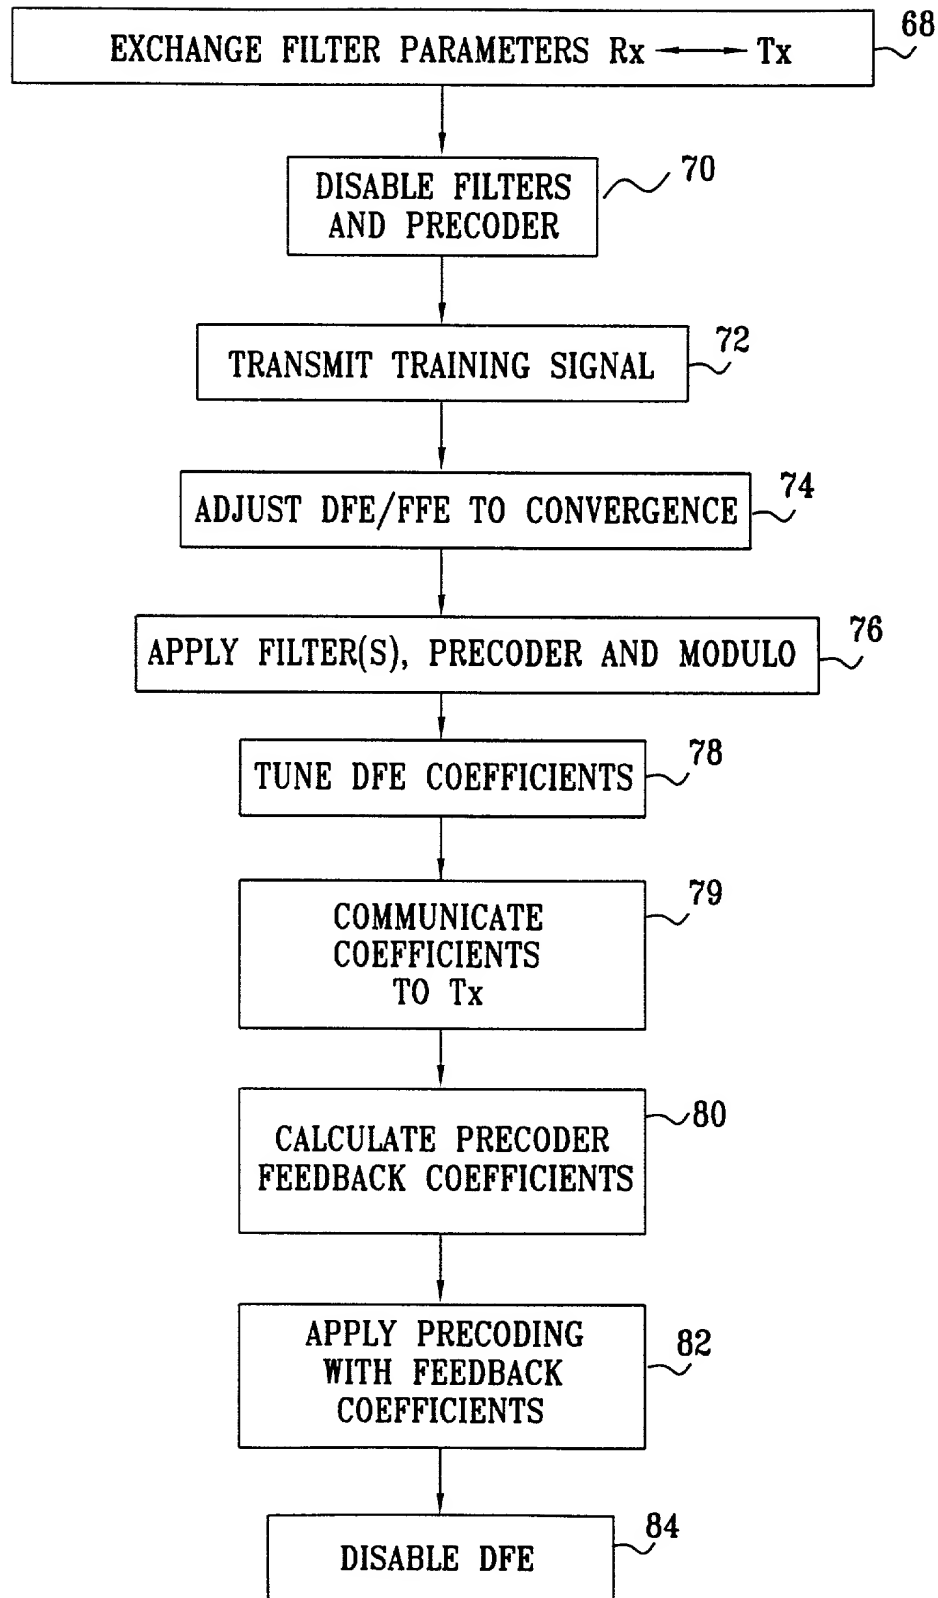 EXCHANGE FILTER PARAMETERS Rx ⟷ Tx
68
DISABLE FILTERS
AND PRECODER
70
TRANSMIT TRAINING SIGNAL
72
ADJUST DFE/FFE TO CONVERGENCE
74
APPLY FILTER(S), PRECODER AND MODULO
76
TUNE DFE COEFFICIENTS
78
COMMUNICATE
COEFFICIENTS
TO Tx
79
CALCULATE PRECODER
FEEDBACK COEFFICIENTS
80
APPLY PRECODING
WITH FEEDBACK
COEFFICIENTS
82
DISABLE DFE
84